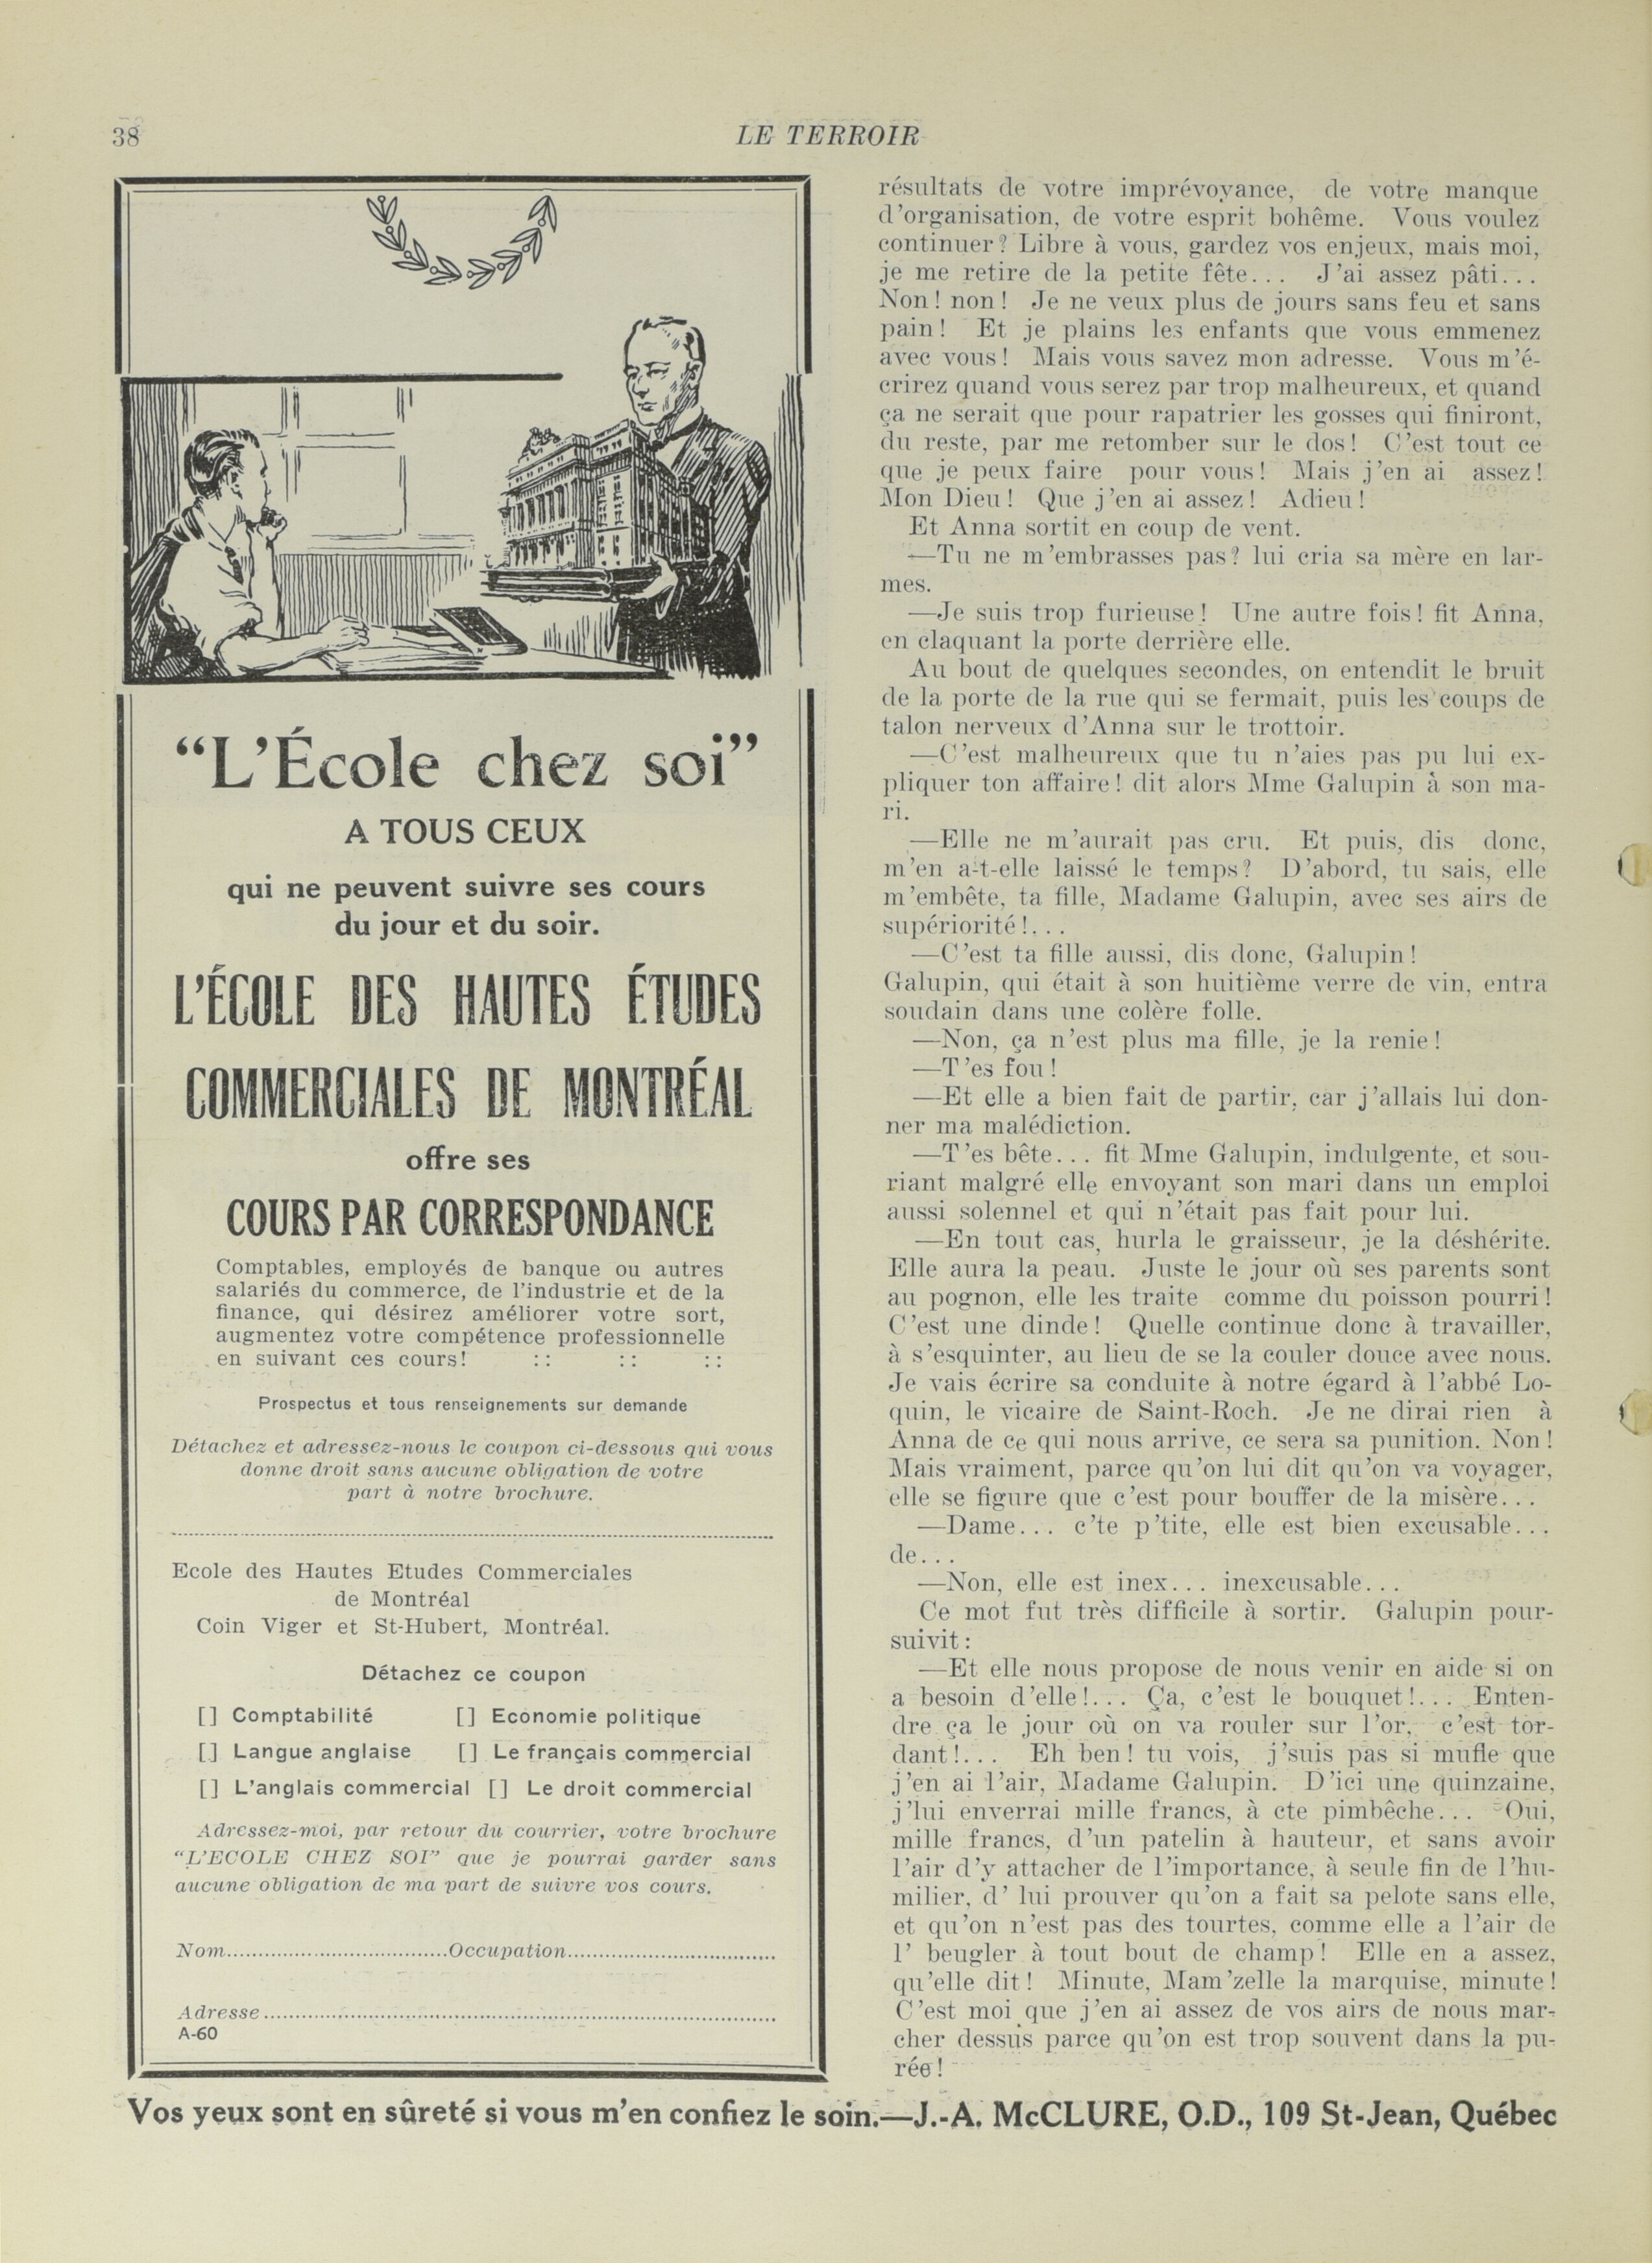 38
LE TERROIR
“L’École chez soi”
A TOUS CEUX
qui ne peuvent suivre ses cours
du jour et du soir.
L’ÉCOLE DES HAUTES ÉTUDES
COMMERCIALES DE MONTRÉAL
offre ses
COURS PAR CORRESPONDANCE
Comptables, employés de banque ou autres
salariés du commerce, de l’industrie et de la
finance, qui désirez améliorer votre sort,
augmentez votre compétence professionnelle
en suivant ces cours! :: :: ::
Prospectus et tous renseignements sur demande
Détachez et adressez-nous le coupon ci-dessous qui vous
donne droit sans aucune obligation de votre
part à notre brochure.
Ecole des Hautes Etudes Commerciales
de Montréal
Coin Viger et St-Hubert, Montréal.
Détachez ce coupon
[] Comptabilité [] Economie politique
[] Langue anglaise [] Le français commercial
[] L’anglais commercial [] Le droit commercial
Adressez-moi, par retour du courrier, votre brochure
“L’ECOLE CHEZ SOI” que je pourrai garder sans
aucune obligation de ma part de suivre vos cours.
Nom..................................Occupation................................
Adresse...............................................................................
A-60
résultats de votre imprévoyance, de votre manque
d’organisation, de votre esprit bohême. Vous voulez
continuer? Libre à vous, gardez vos enjeux, mais moi,
je me retire de la petite fête... J’ai assez pâti...
Non! non! Je ne veux plus de jours sans feu et sans
pain! Et je plains les enfants que vous emmenez
avec vous! Mais vous savez mon adresse. Vous m’é-
crirez quand vous serez par trop malheureux, et quand
ça ne serait que pour rapatrier les gosses qui finiront,
du reste, par me retomber sur le dos! C’est tout ce
que je peux faire pour vous! Mais j’en ai assez!
Mon Dieu! Que j’en ai assez! Adieu!
Et Anna sortit en coup de vent.
—Tu ne m’embrasses pas? lui cria sa mère en lar-
mes.
—Je suis trop furieuse! Une autre fois! fit Anna,
en claquant la porte derrière elle.
Au bout de quelques secondes, on entendit le bruit
de la porte de la rue qui se fermait, puis les coups de
talon nerveux d’Anna sur le trottoir.
—C’est malheureux que tu n’aies pas pu lui ex-
pliquer ton affaire! dit alors Mme Galupin à son ma-
ri.
—Elle ne m’aurait pas cru. Et puis, dis donc,
m’en a-t-elle laissé le temps? D’abord, tu sais, elle
m’embête, ta fille, Madame Galupin, avec ses airs de
supériorité!...
—C’est ta fille aussi, dis donc, Galupin!
Galupin, qui était à son huitième verre de vin, entra
soudain dans une colère folle.
—Non, ça n’est plus ma fille, je la renie!
—T’es fou!
—Et elle a bien fait de partir, car j’allais lui don-
ner ma malédiction.
—T’es bête... fit Mme Galupin, indulgente, et sou-
riant malgré elle envoyant son mari dans un emploi
aussi solennel et qui n’était pas fait pour lui.
—En tout cas, hurla le graisseur, je la déshérite.
Elle aura la peau. Juste le jour où ses parents sont
au pognon, elle les traite comme du poisson pourri!
C’est une dinde! Quelle continue donc à travailler,
à s’esquinter, au lieu de se la couler douce avec nous.
Je vais écrire sa conduite à notre égard à l’abbé Lo-
quin, le vicaire de Saint-Roch. Je ne dirai rien à
Anna de ce qui nous arrive, ce sera sa punition. Non!
Mais vraiment, parce qu’on lui dit qu’on va voyager,
elle se figure que c’est pour bouffer de la misère...
—Dame... c’te p’tite, elle est bien excusable...
de...
—Non, elle est inex... inexcusable...
Ce mot fut très difficile à sortir. Galupin pour-
suivit:
—Et elle nous propose de nous venir en aide si on
a besoin d’elle!... Ça, c’est le bouquet!... Enten-
dre ça le jour où on va rouler sur l’or, c’est tor-
dant!... Eh ben! tu vois, j’suis pas si mufle que
j’en ai l’air, Madame Galupin. D’ici une quinzaine,
j’lui enverrai mille francs, à cte pimbêche... Oui,
mille francs, d’un patelin à hauteur, et sans avoir
l’air d’y attacher de l’importance, à seule fin de l’hu-
milier, d’ lui prouver qu’on a fait sa pelote sans elle,
et qu’on n’est pas des tourtes, comme elle a l’air de
l’ beugler à tout bout de champ! Elle en a assez,
qu’elle dit! Minute, Mam’zelle la marquise, minute!
C’est moi que j’en ai assez de vos airs de nous mar-
cher dessus parce qu’on est trop souvent dans la pu-
rée!
Vos yeux sont en sûreté si vous m’en confiez le soin.—J.-A. McCLURE, O.D., 109 St-Jean, Québec